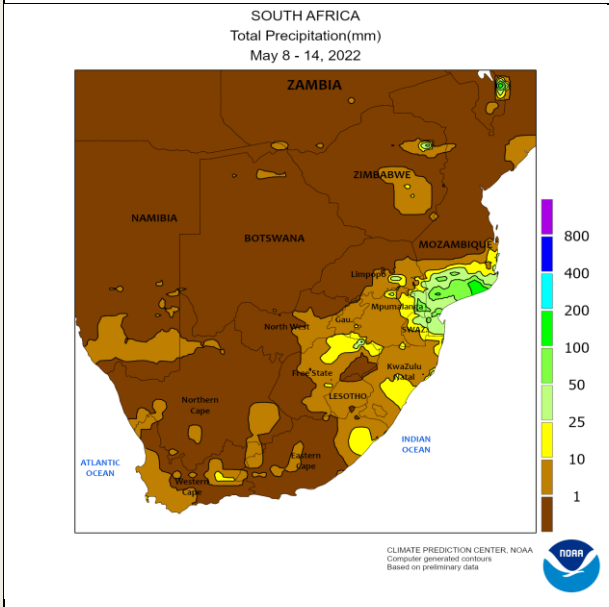 SOUTH AFRICA
Total Precipitation(mm)
May 8 - 14, 2022
ZAMBIA
ZIMBABWE
NAMIBIA
BOTSWANA
MOZAMBIQUE
Limpopo
Mpumalanga
North West
Gau.
SWAZI
Free State
KwaZulu
Natal
LESOTHO
Northern
Cape
Eastern
Cape
Western
Cape
ATLANTIC
OCEAN
INDIAN
OCEAN
800
400
200
100
50
25
10
1
CLIMATE PREDICTION CENTER, NOAA
Computer generated contours
Based on preliminary data
NOAA